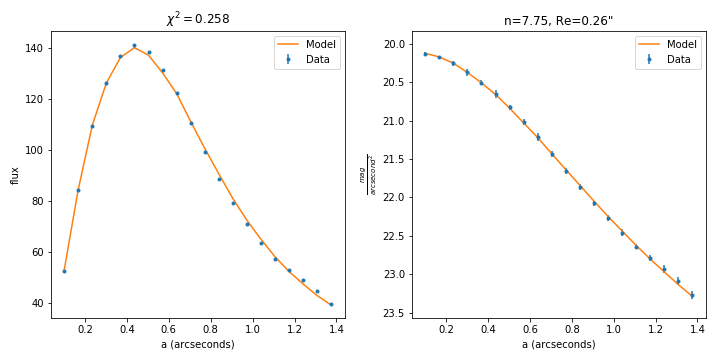 χ² = 0.258
Model
Data
flux
140
120
100
80
60
40
0.2 0.4 0.6 0.8 1.0 1.2 1.4
a (arcseconds)
n=7.75, Re=0.26"
Model
Data
mag
arcsecond²
20.0
20.5
21.0
21.5
22.0
22.5
23.0
23.5
0.2 0.4 0.6 0.8 1.0 1.2 1.4
a (arcseconds)